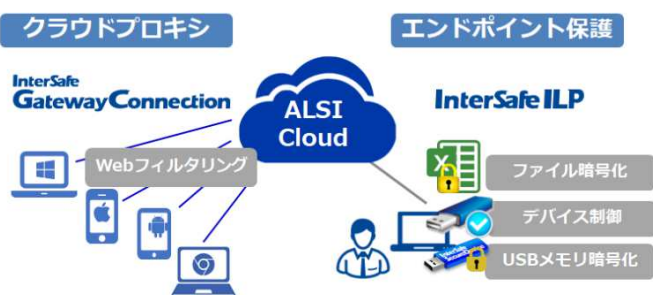 クラウドプロキシ
エンドポイント保護
InterSafe
GatewayConnection
InterSafe ILP
ALSI
Cloud
Webフィルタリング
ファイル暗号化
デバイス制御
USBメモリ暗号化